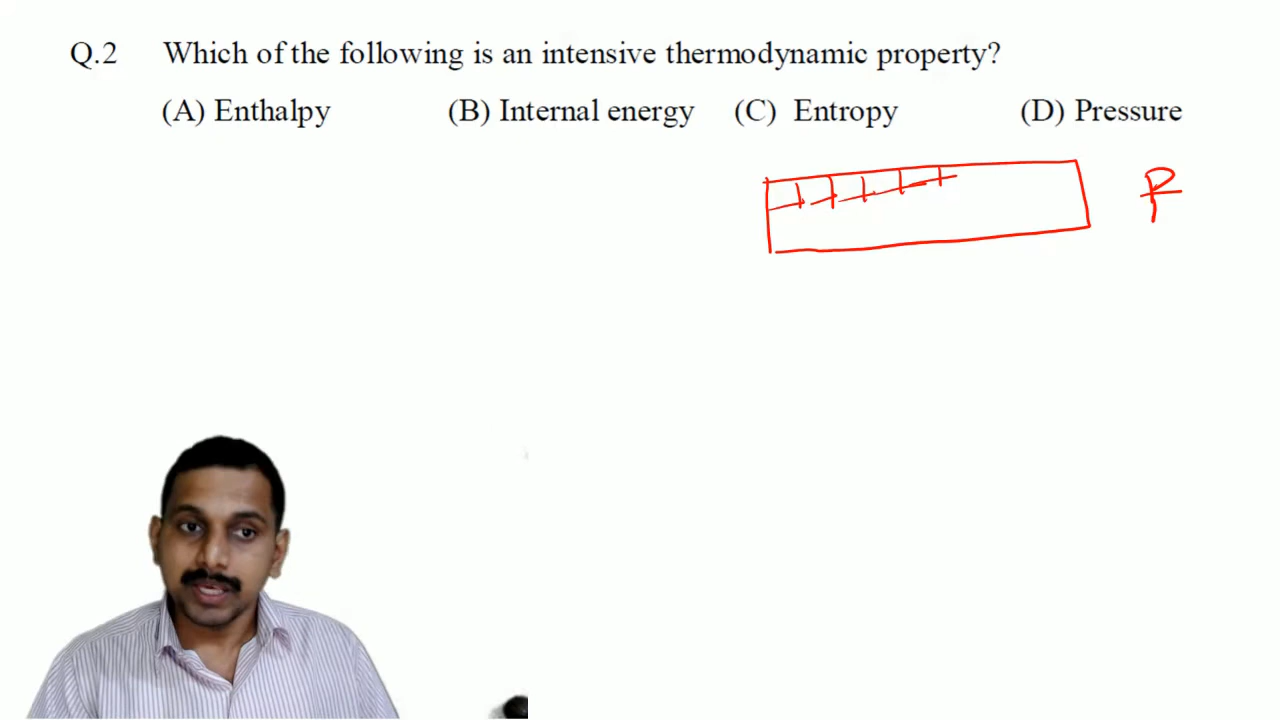 Q.2 Which of the following is an intensive thermodynamic property?
(A) Enthalpy (B) Internal energy (C) Entropy (D) Pressure
P